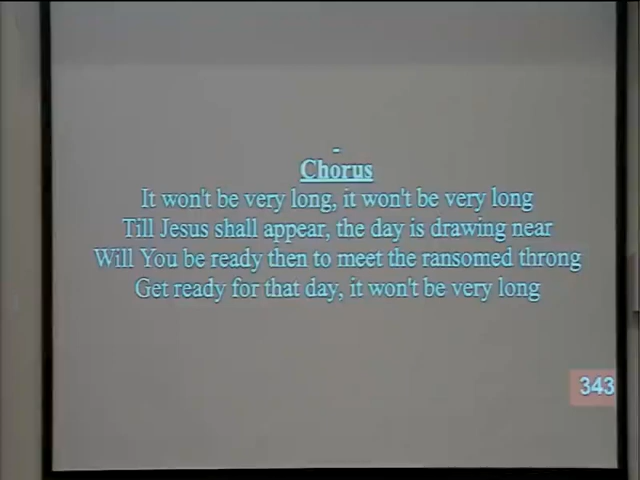 Chorus
It won't be very long, it won't be very long
Till Jesus shall appear, the day is drawing near
Will You be ready then to meet the ransomed throng
Get ready for that day, it won't be very long
343